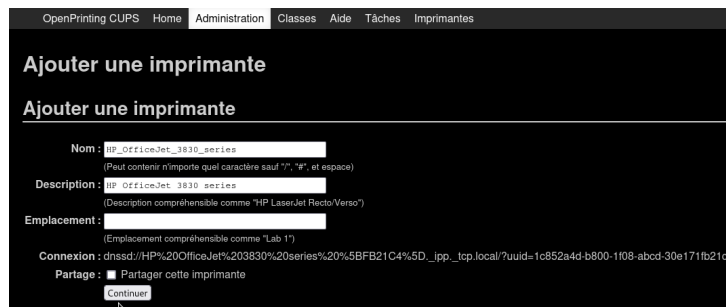 OpenPrinting CUPS Home Administration Classes Aide Tâches Imprimantes
Ajouter une imprimante
Ajouter une imprimante
Nom : HP_OfficeJet_3830_series
(Peut contenir n'importe quel caractère sauf "/", "#", et espace)
Description : HP OfficeJet 3830 series
(Description compréhensible comme "HP LaserJet Recto/Verso")
Emplacement :
(Emplacement compréhensible comme "Lab 1")
Connexion : dnssd://HP%20OfficeJet%203830%20series%20%5BFB21C4%5D._ipp._tcp.local/?uuid=1c852a4d-b800-1f08-abcd-30e171fb21c
Partage : Partager cette imprimante
Continuer